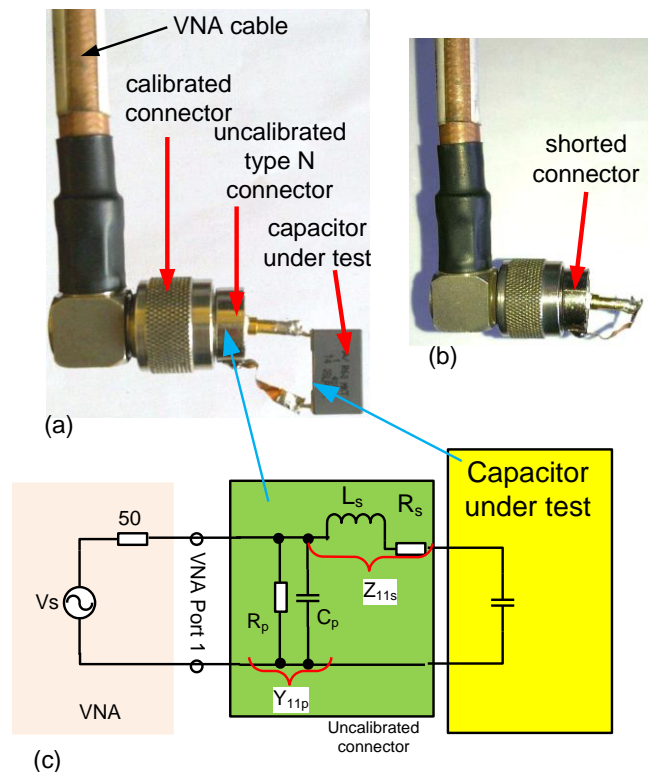 VNA cable
calibrated
connector
uncalibrated
type N
connector
capacitor
under test
(a)
shorted
connector
(b)
Capacitor
under test
50
Vs
VNA Port 1
VNA
Ls
Rs
Z11s
Rp
Cp
Y11p
Uncalibrated
connector
(c)